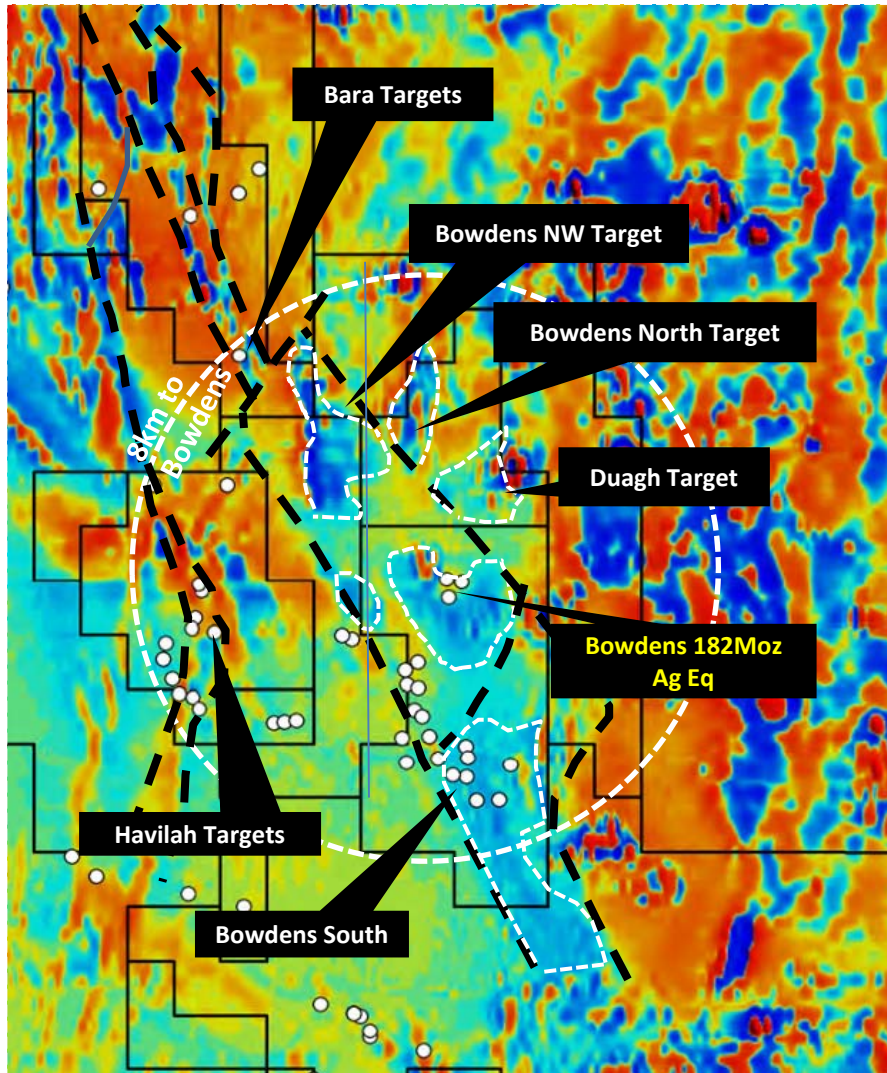 Bara Targets
Bowdens NW Target
Bowdens North Target
8km to
Bowdens
Duagh Target
Bowdens 182Moz
Ag Eq
Havilah Targets
Bowdens South